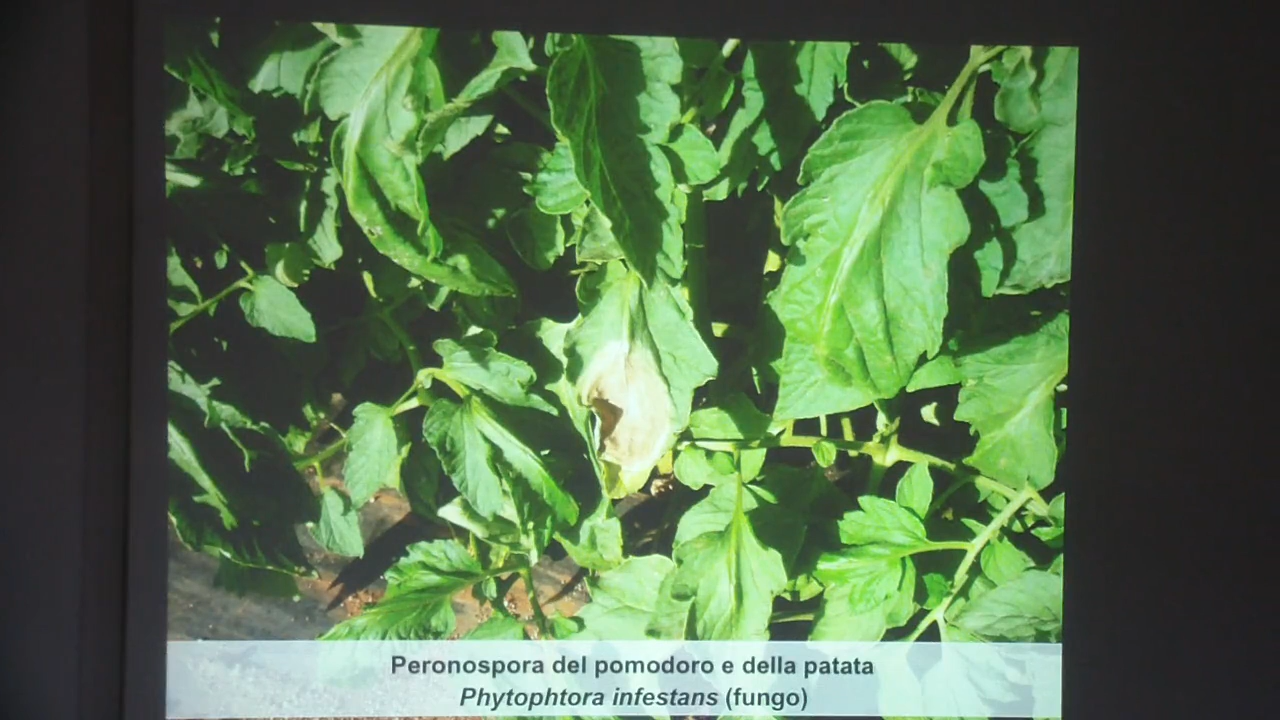 Peronospora del pomodoro e della patata
Phytophtora infestans (fungo)